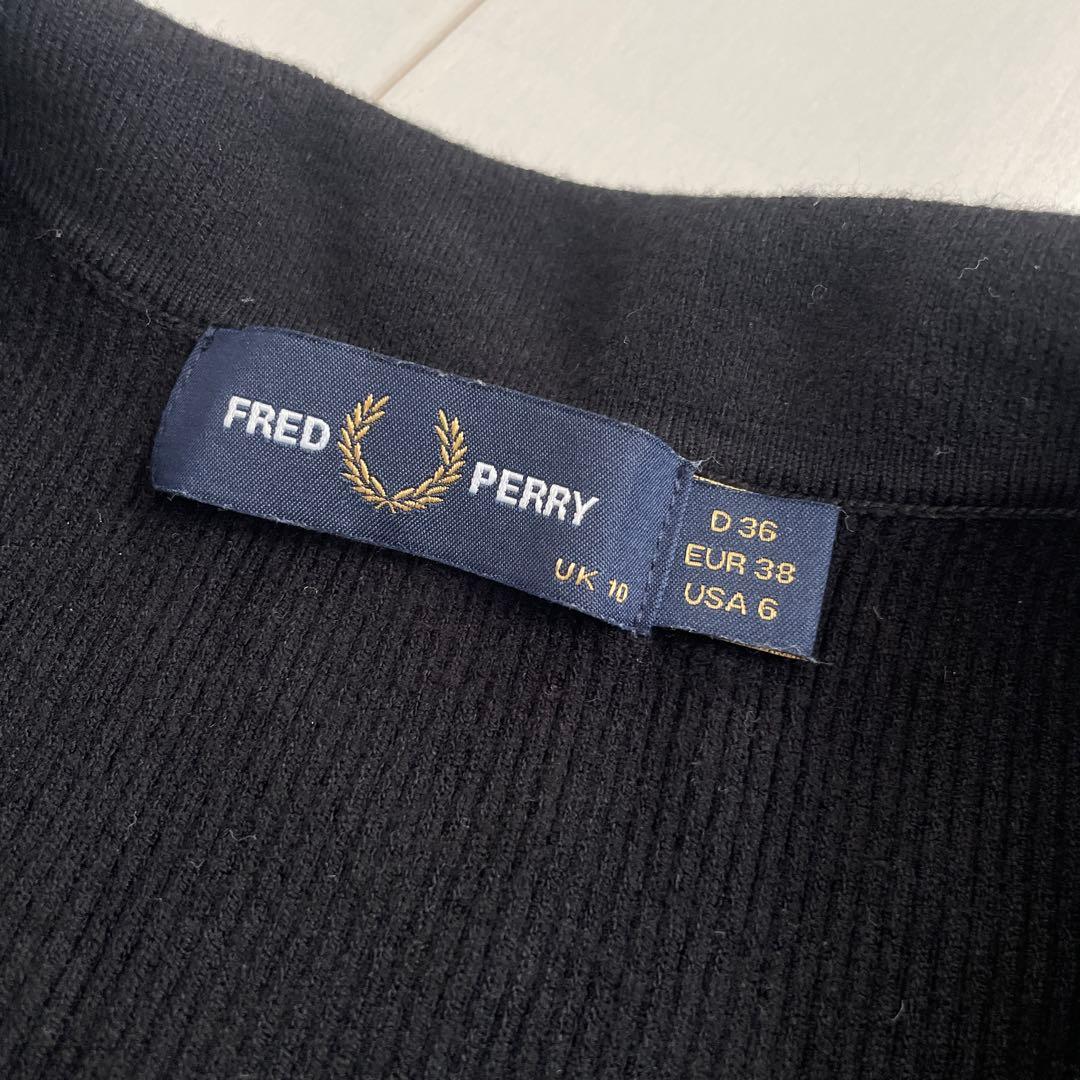 FRED PERRY
UK 10
D 36
EUR 38
USA 6